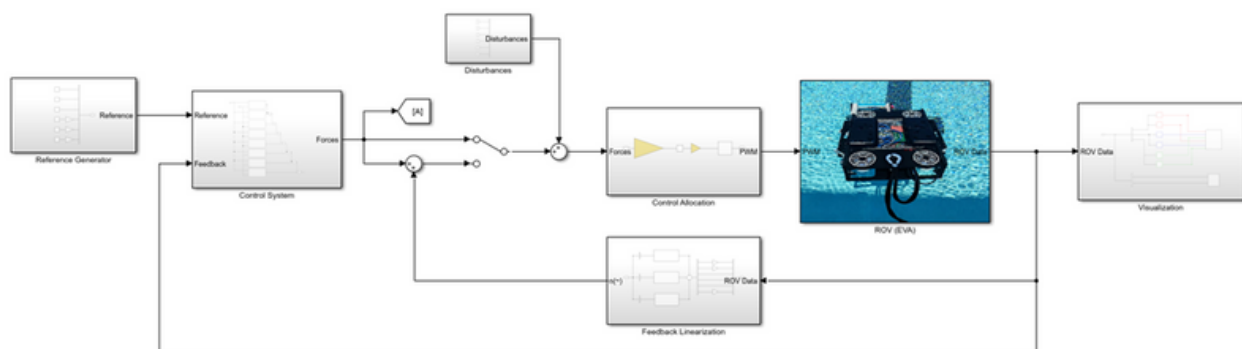 Disturbances
Disturbances
Reference
Reference Generator
Reference
Feedback
Forces
Control System
[A]
Forces
PWM
Control Allocation
PWM
ROV Data
ROV (EVA)
ROV Data
Visualization
n(~)
ROV Data
Feedback Linearization